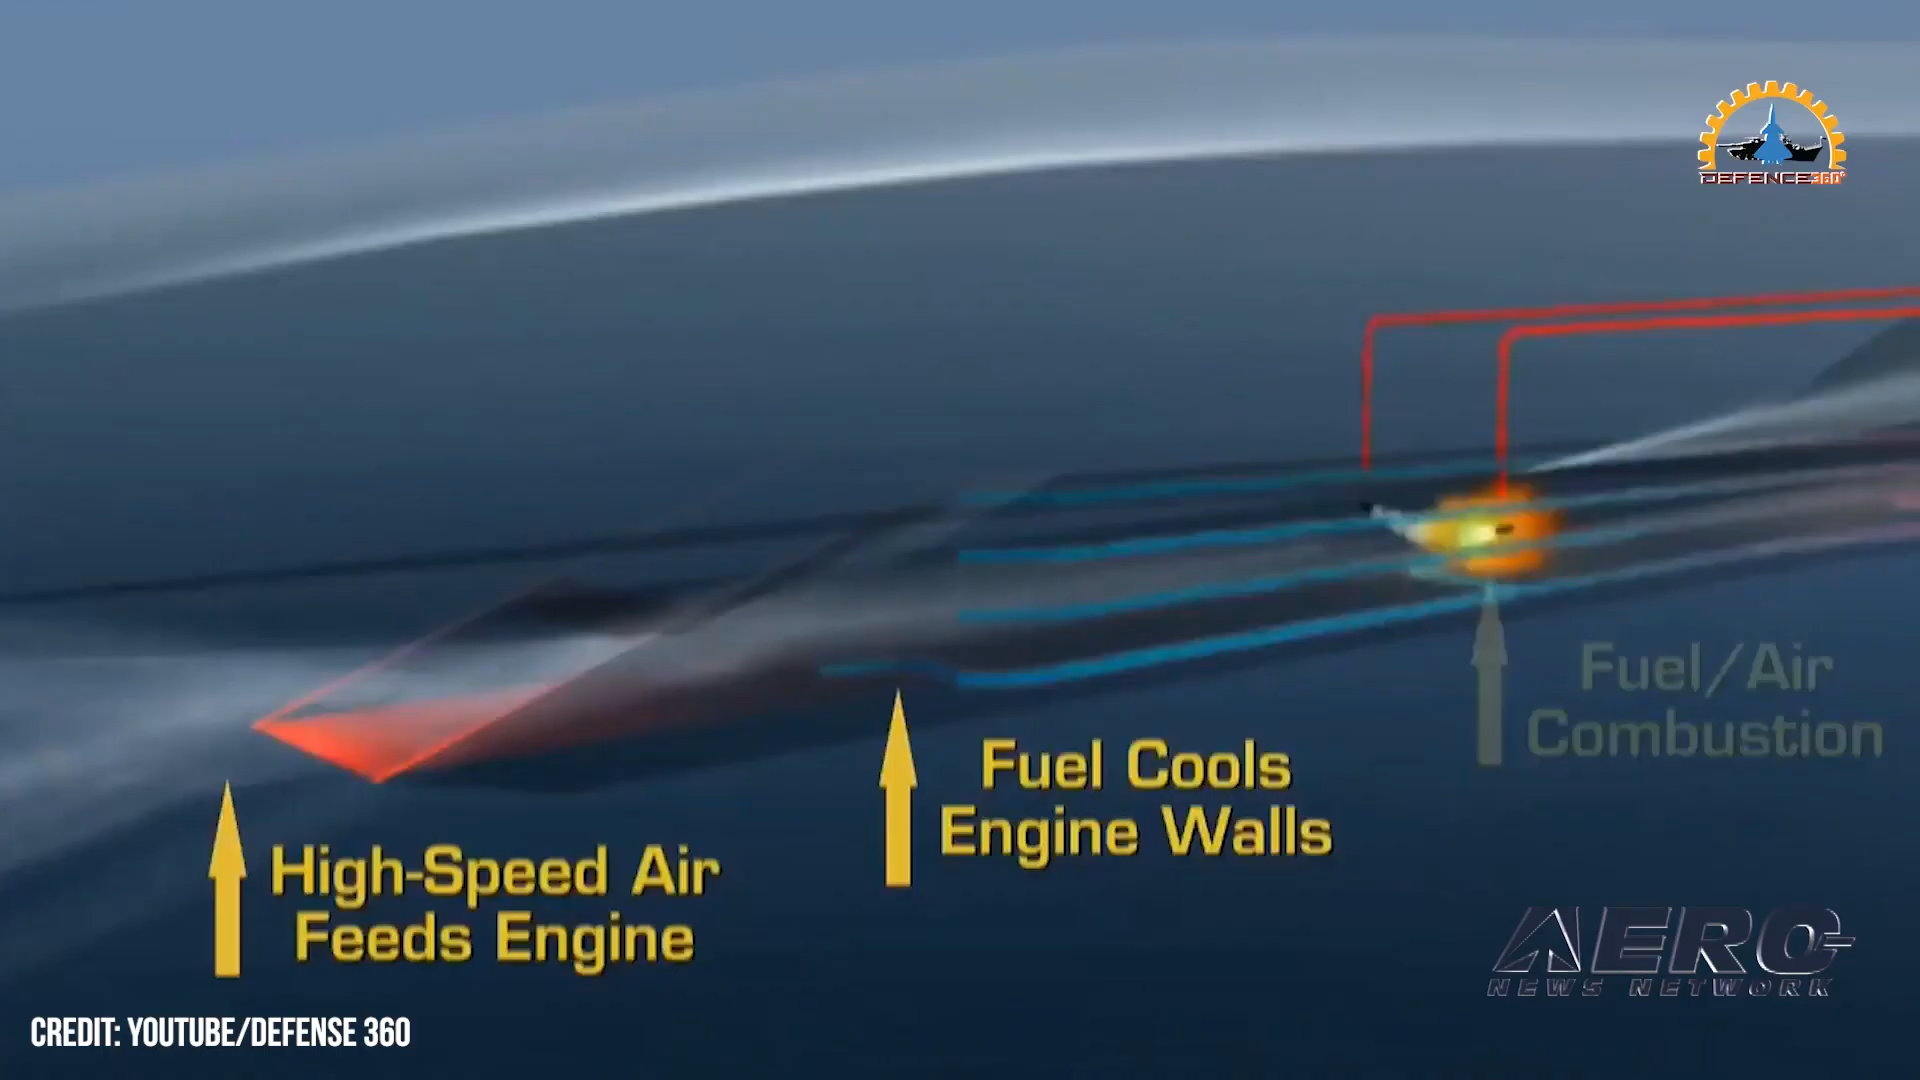 DEFENCE360°
Fuel/Air
Combustion
Fuel Cools
Engine Walls
High-Speed Air
Feeds Engine
AERO
NEWS NETWORK
CREDIT: YOUTUBE/DEFENSE 360